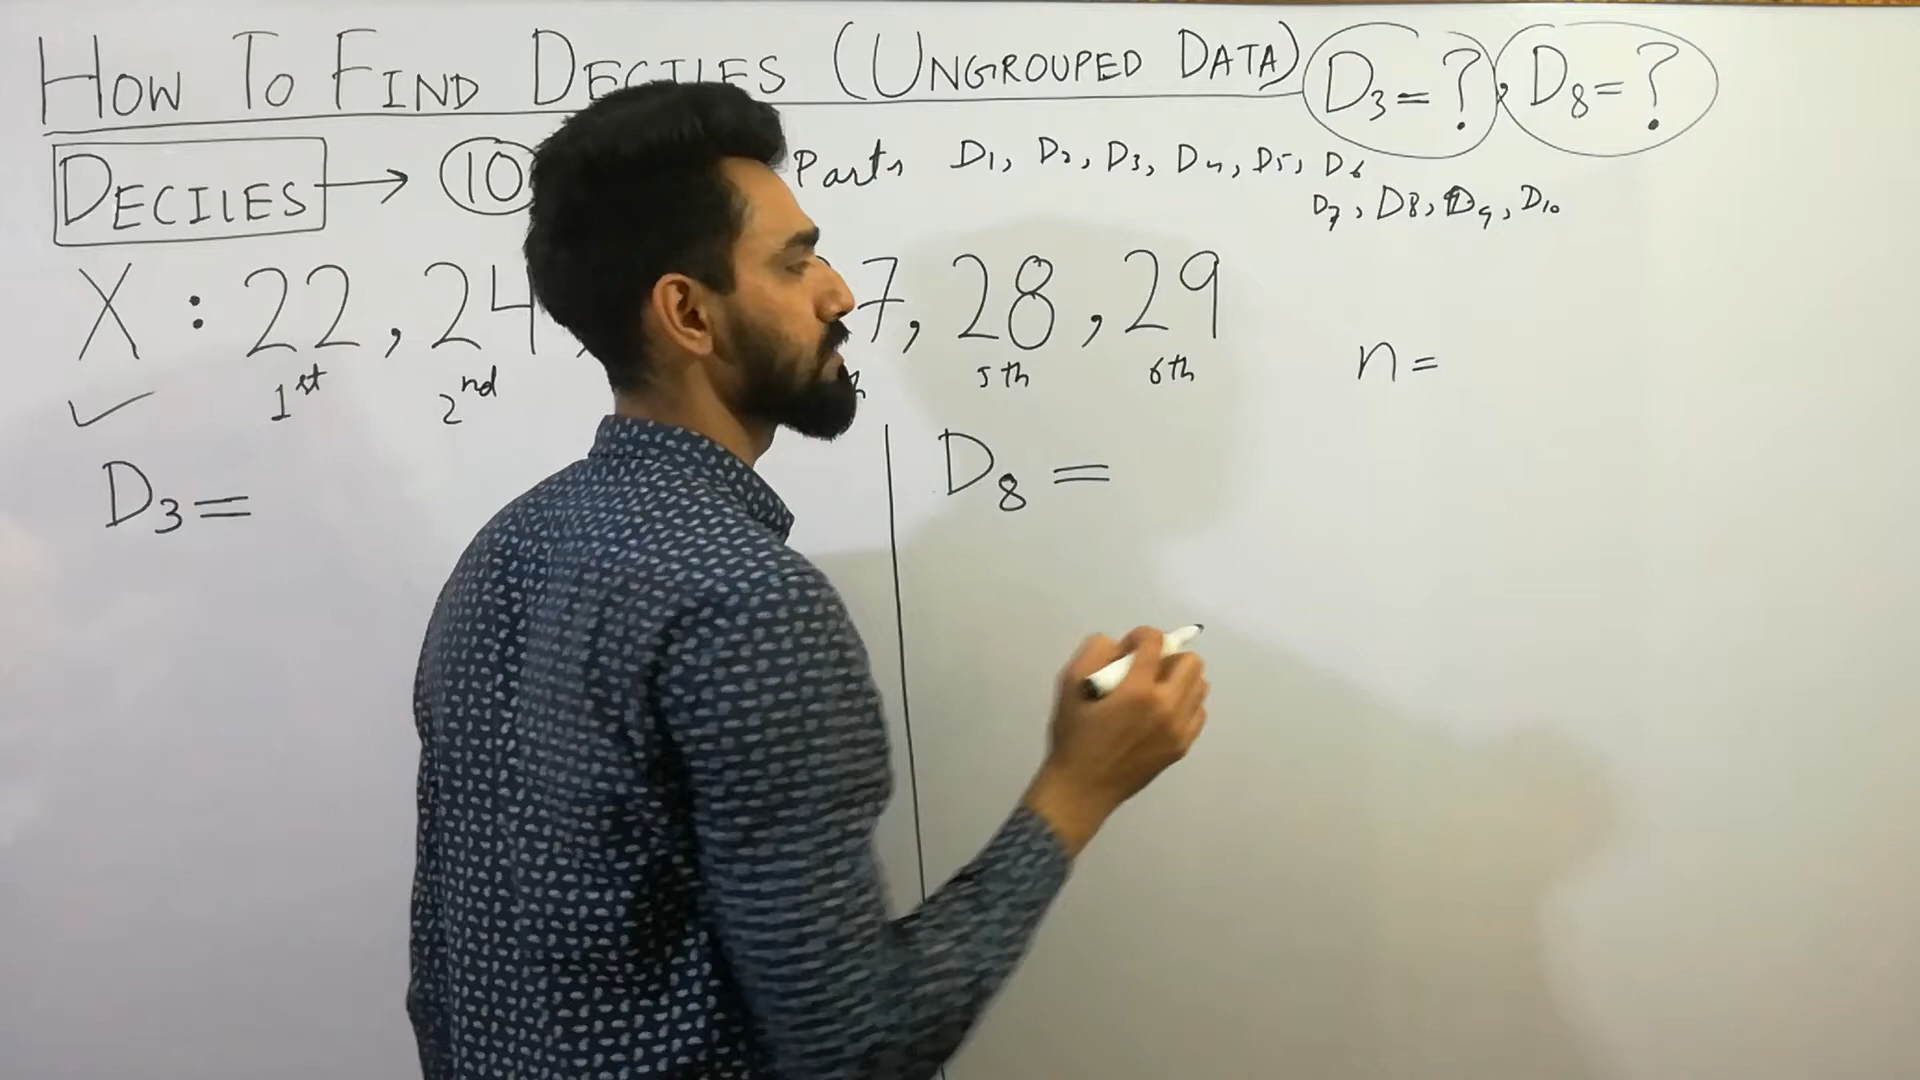 HOW TO FIND DECILES (UNGROUPED DATA) D3=?, D8=?
DECILES → 10 Parts D1, D2, D3, D4, D5, D6
D7, D8, D9, D10
X : 22, 24, 7, 28, 29
1st 2nd 5th 6th
n =
D3 =
D8 =